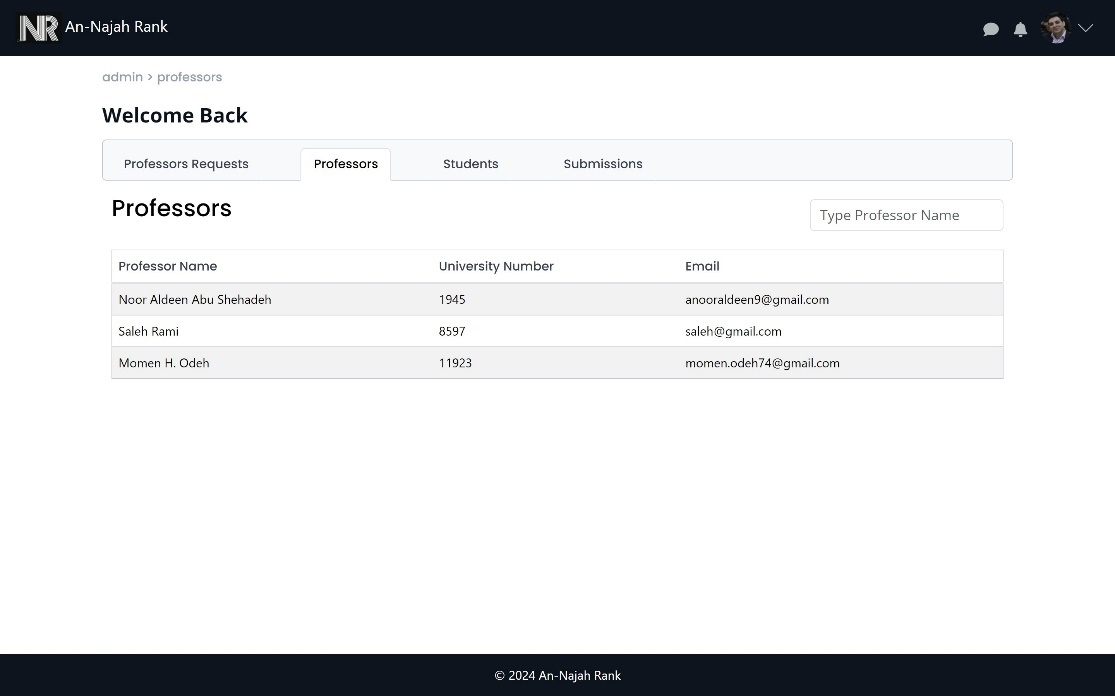 NR An-Najah Rank
admin > professors
Welcome Back
Professors Requests Professors Students Submissions
Professors
Type Professor Name
Professor Name University Number Email
Noor Aldeen Abu Shehadeh 1945 anooraldeen9@gmail.com
Saleh Rami 8597 saleh@gmail.com
Momen H. Odeh 11923 momen.odeh74@gmail.com
© 2024 An-Najah Rank